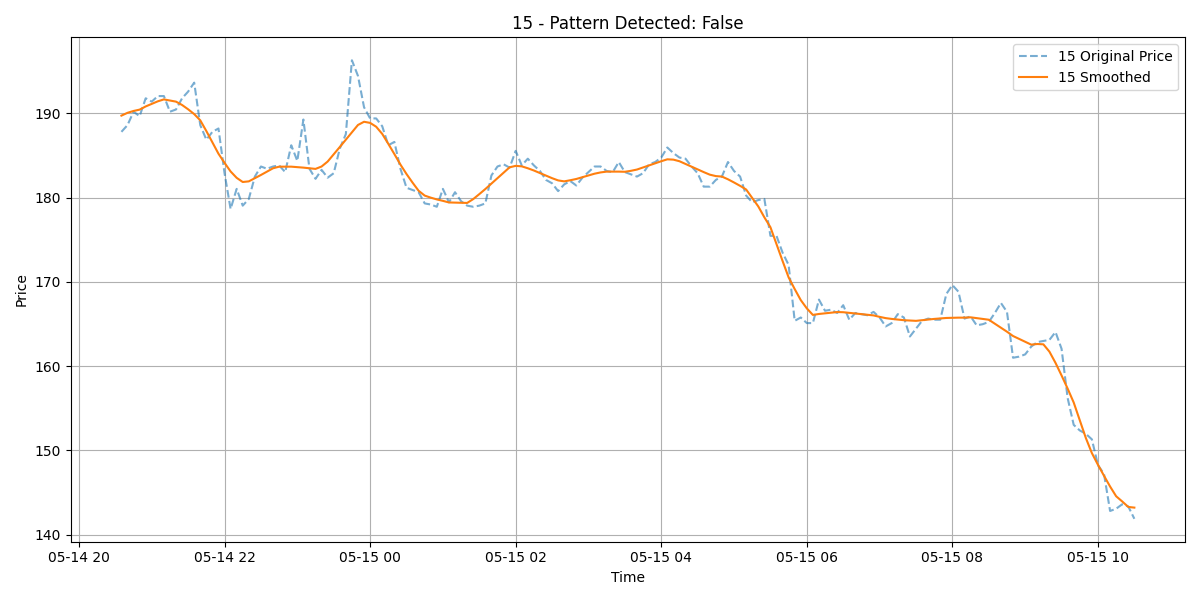 15 - Pattern Detected: False
15 Original Price
15 Smoothed
Price
190
180
170
160
150
140
05-14 20
05-14 22
05-15 00
05-15 02
05-15 04
05-15 06
05-15 08
05-15 10
Time